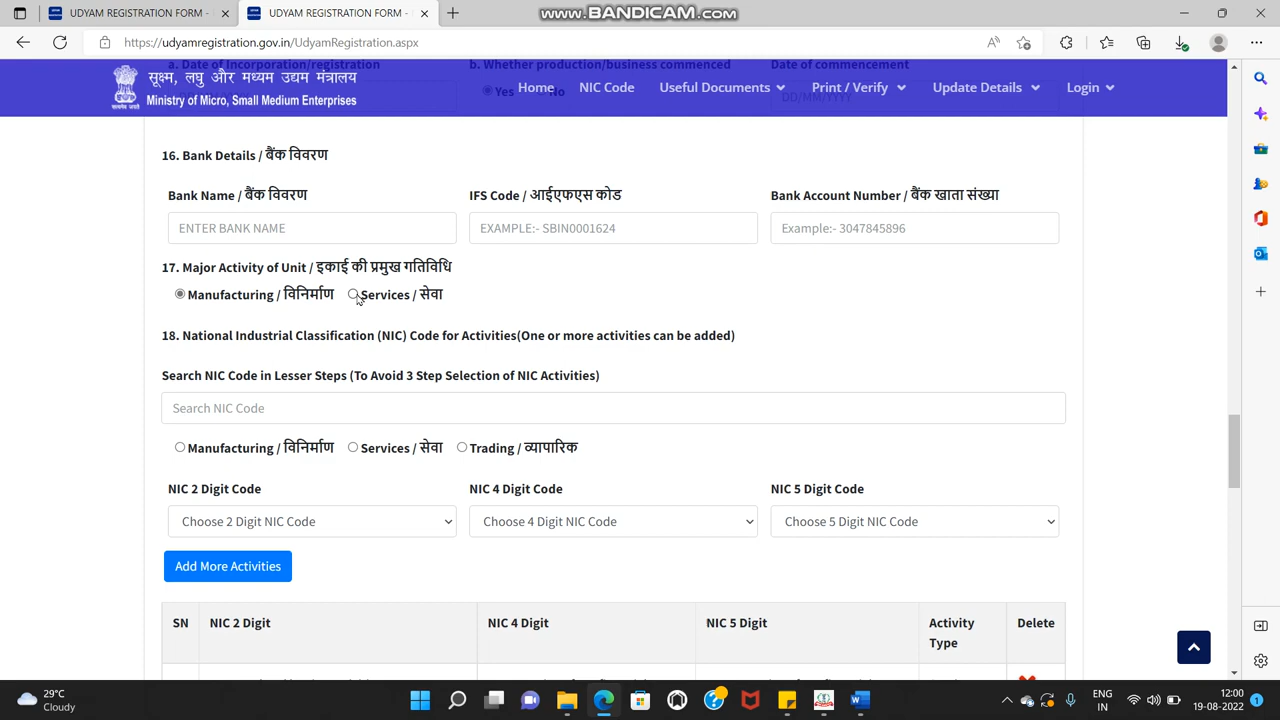 UDYAM REGISTRATION FORM -
UDYAM REGISTRATION FORM -
www.BANDICAM.com
https://udyamregistration.gov.in/UdyamRegistration.aspx
a. Date of Incorporation/registration
b. Whether production/business commenced
Date of commencement
सूक्ष्म, लघु और मध्यम उद्यम मंत्रालय
Ministry of Micro, Small Medium Enterprises
Home
NIC Code
Useful Documents
Print / Verify
Update Details
Login
Yes
No
DD/MM/YYYY
16. Bank Details / बैंक विवरण
Bank Name / बैंक विवरण
IFS Code / आईएफएस कोड
Bank Account Number / बैंक खाता संख्या
ENTER BANK NAME
EXAMPLE:- SBIN0001624
Example:- 3047845896
17. Major Activity of Unit / इकाई की प्रमुख गतिविधि
Manufacturing / विनिर्माण
Services / सेवा
18. National Industrial Classification (NIC) Code for Activities(One or more activities can be added)
Search NIC Code in Lesser Steps (To Avoid 3 Step Selection of NIC Activities)
Search NIC Code
Manufacturing / विनिर्माण
Services / सेवा
Trading / व्यापारिक
NIC 2 Digit Code
NIC 4 Digit Code
NIC 5 Digit Code
Choose 2 Digit NIC Code
Choose 4 Digit NIC Code
Choose 5 Digit NIC Code
Add More Activities
SN
NIC 2 Digit
NIC 4 Digit
NIC 5 Digit
Activity
Type
Delete
29°C
Cloudy
ENG
IN
12:00
19-08-2022
1